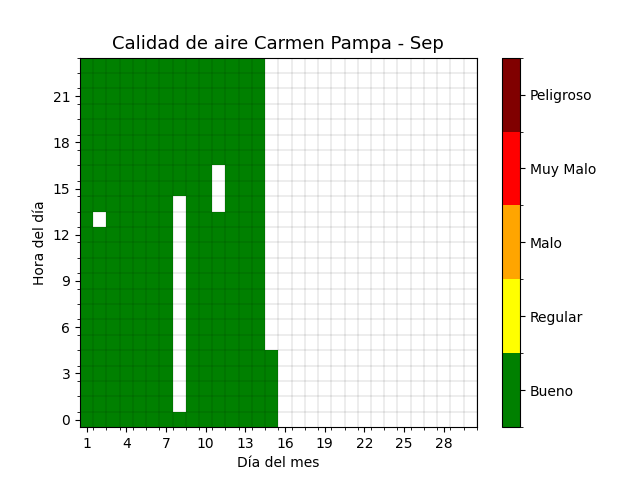 Calidad de aire Carmen Pampa - Sep
Hora del día
21
18
15
12
9
6
3
0
1 4 7 10 13 16 19 22 25 28
Día del mes
Peligroso
Muy Malo
Malo
Regular
Bueno